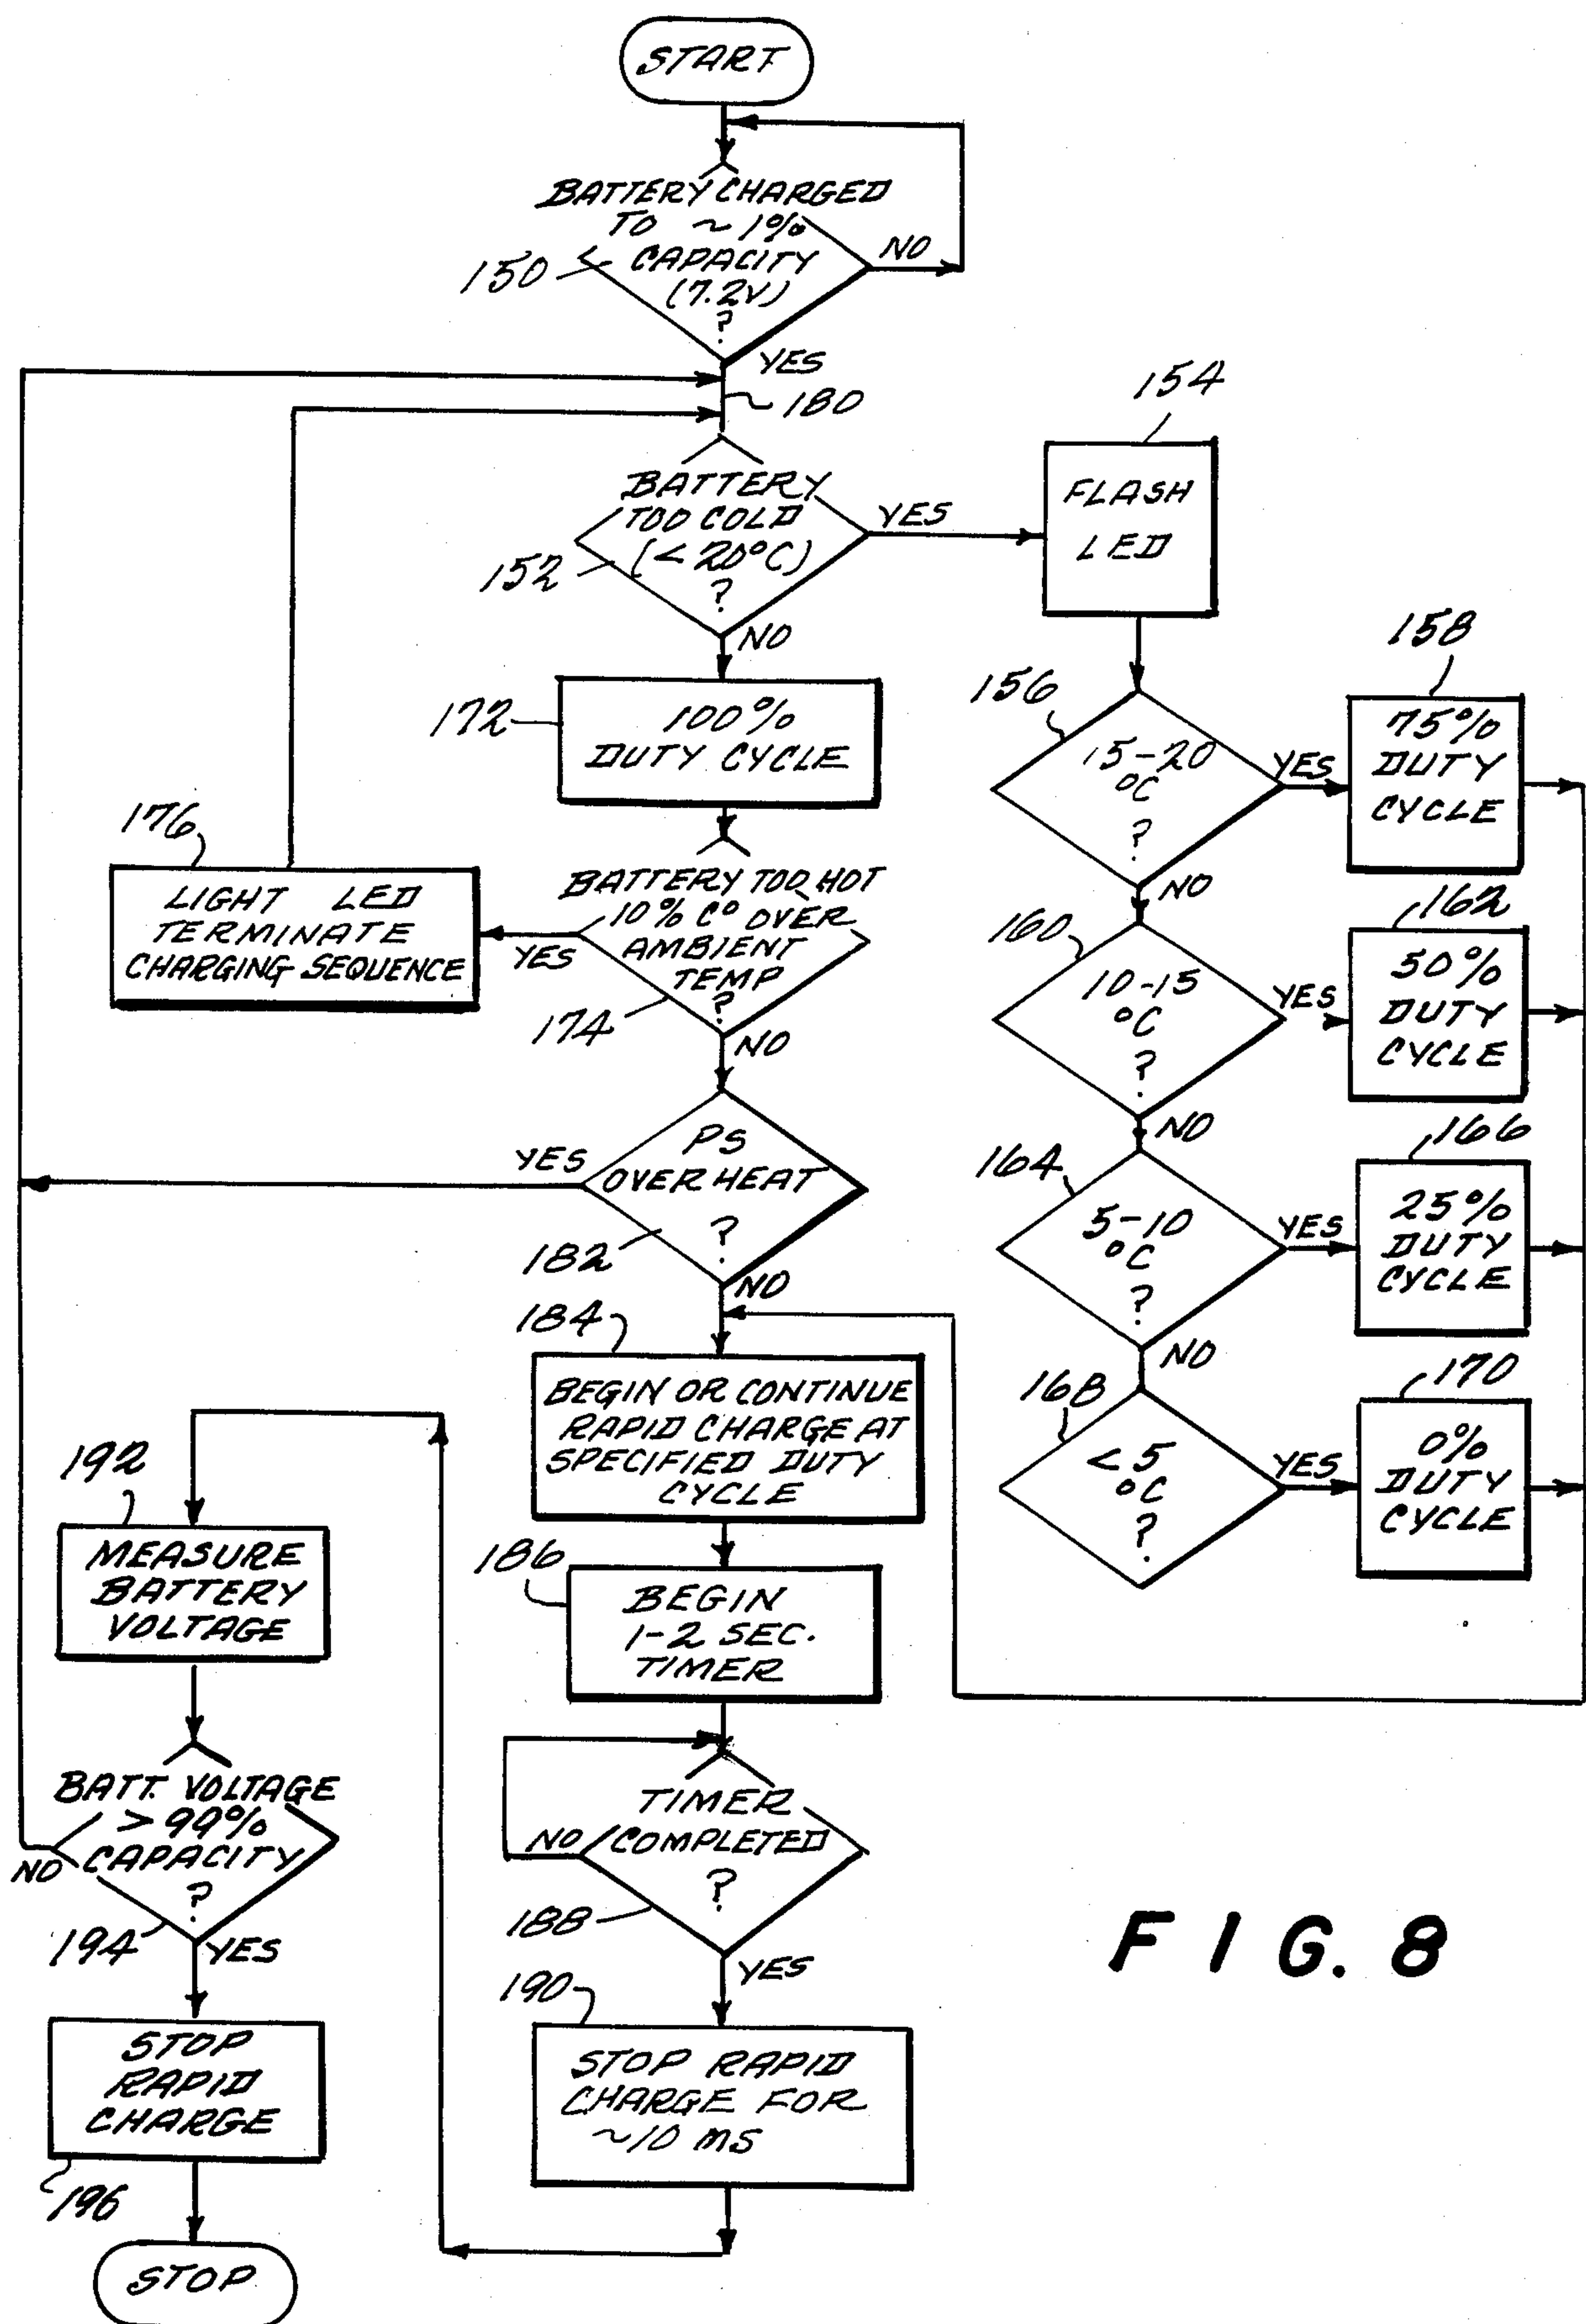 START
BATTERY CHARGED
TO ~1%
CAPACITY
(7.2V)
?
150
NO
YES
180
BATTERY
TOO COLD
(<20°C)
?
152
YES
NO
154
FLASH
LED
172
100%
DUTY CYCLE
156
15-20
°C
?
YES
NO
158
75%
DUTY
CYCLE
176
LIGHT LED
TERMINATE
CHARGING SEQUENCE
BATTERY TOO HOT
10% C° OVER
AMBIENT
TEMP
?
174
YES
NO
160
10-15
°C
?
YES
NO
162
50%
DUTY
CYCLE
PS
OVER HEAT
?
182
YES
NO
164
5-10
°C
?
YES
NO
166
25%
DUTY
CYCLE
184
BEGIN OR CONTINUE
RAPID CHARGE AT
SPECIFIED DUTY
CYCLE
168
<5
°C
?
YES
170
0%
DUTY
CYCLE
186
BEGIN
1-2 SEC.
TIMER
TIMER
COMPLETED
?
188
NO
YES
190
STOP RAPID
CHARGE FOR
~10 MS
192
MEASURE
BATTERY
VOLTAGE
BATT. VOLTAGE
> 99%
CAPACITY
?
194
NO
YES
STOP
RAPID
CHARGE
196
STOP
FIG. 8